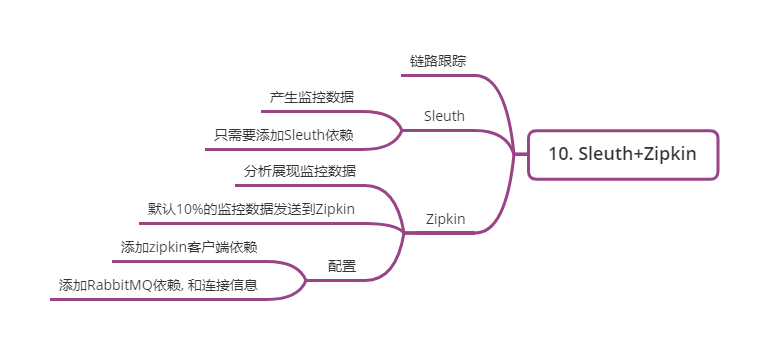 链路跟踪
产生监控数据
Sleuth
只需要添加Sleuth依赖
10. Sleuth+Zipkin
分析展现监控数据
默认10%的监控数据发送到Zipkin
Zipkin
添加zipkin客户端依赖
配置
添加RabbitMQ依赖, 和连接信息